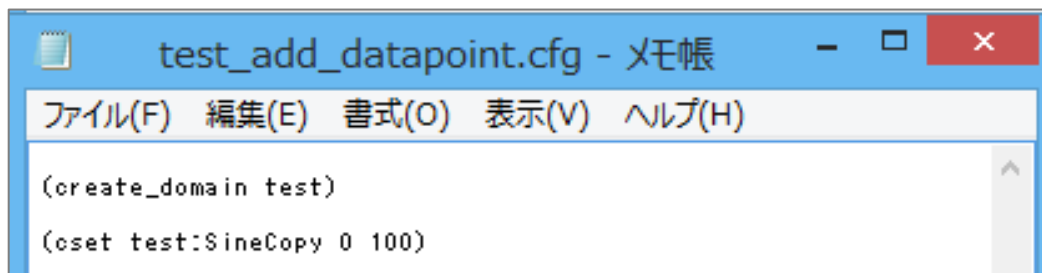 test_add_datapoint.cfg - メモ帳
ファイル(F) 編集(E) 書式(O) 表示(V) ヘルプ(H)
(create_domain test)
(cset test:SineCopy 0 100)